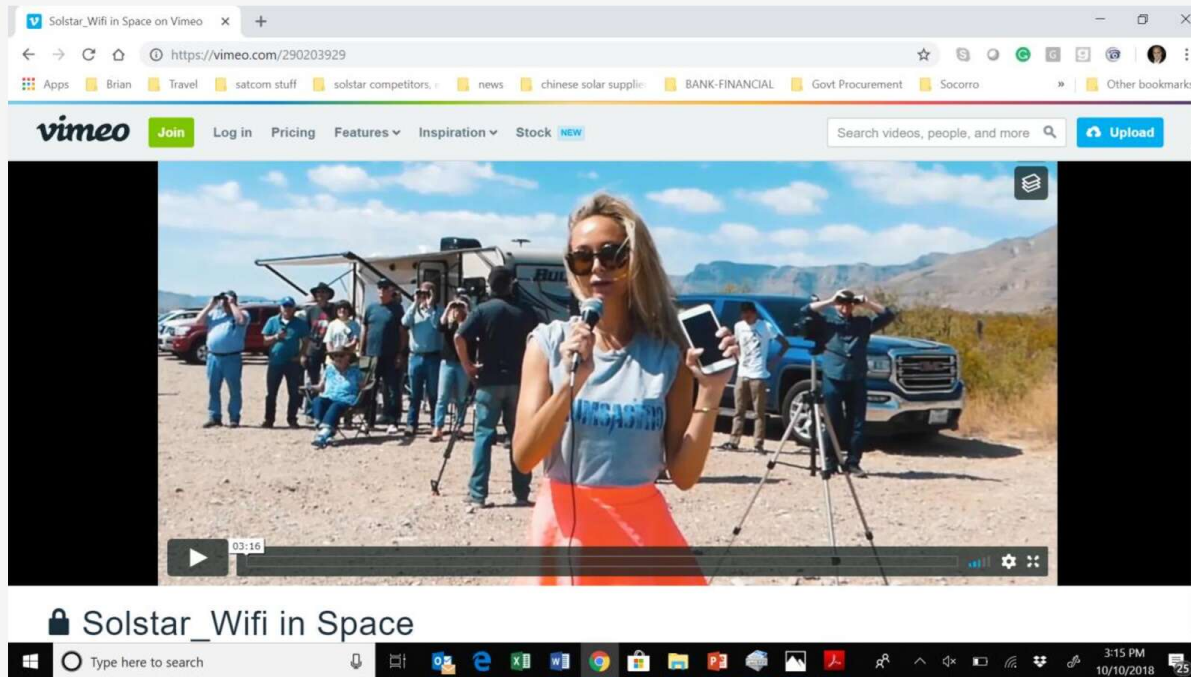 Solstar_Wifi in Space on Vimeo
https://vimeo.com/290203929
Apps Brian Travel satcom stuff solstar competitors, news chinese solar supplie BANK-FINANCIAL Govt Procurement Socorro » Other bookmarks
vimeo Join Log in Pricing Features Inspiration Stock NEW Search videos, people, and more Upload
03:16
Solstar_Wifi in Space
Type here to search
3:15 PM
10/10/2018
25